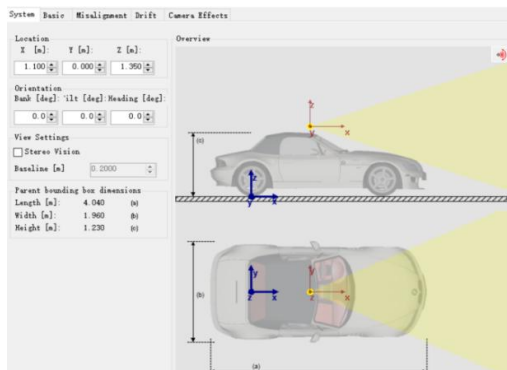 System Basic Misalignment Drift Camera Effects
Location
X [m]: Y [m]: Z [m]:
1.100 0.000 1.350
Orientation
Bank [deg]: Tilt [deg]: Heading [deg]:
0.0 0.0 0.0
View Settings
Stereo Vision
Baseline [m] 0.2000
Parent bounding box dimensions
Length [m]: 4.040 (a)
Width [m]: 1.960 (b)
Height [m]: 1.230 (c)
Overview
z
y x
(c)
z
y x
y y
(b)
z x z x
(a)